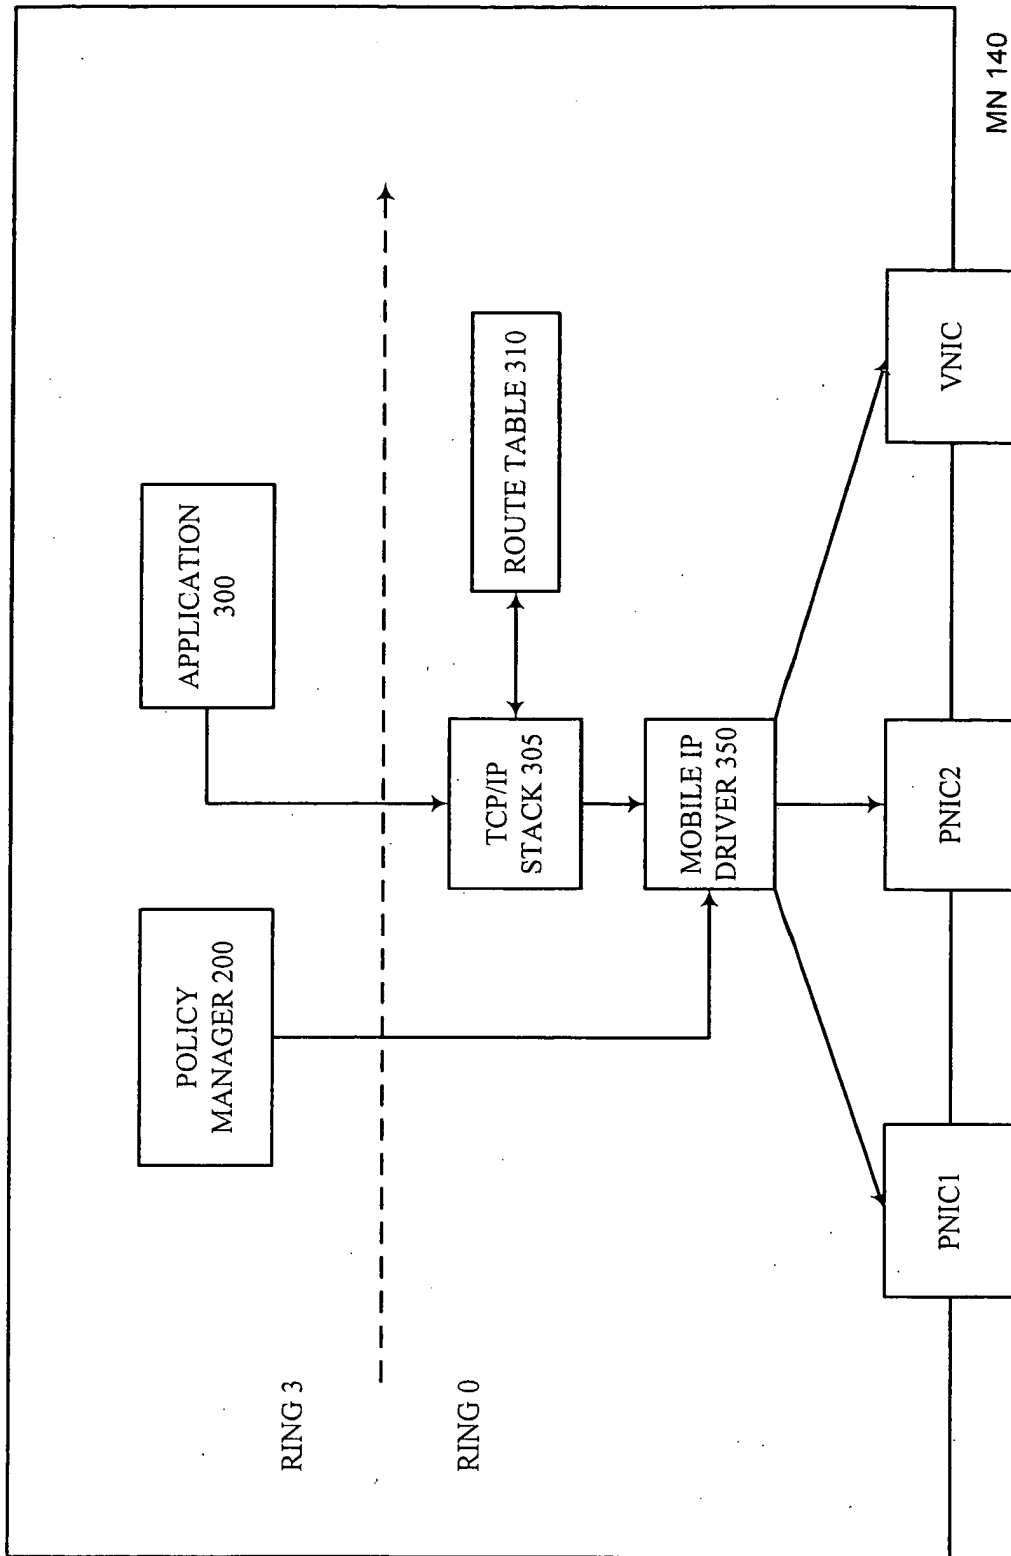 RING 3
RING 0
POLICY
MANAGER 200
APPLICATION
300
TCP/IP
STACK 305
ROUTE TABLE 310
MOBILE IP
DRIVER 350
PNIC1
PNIC2
VNIC
MN 140